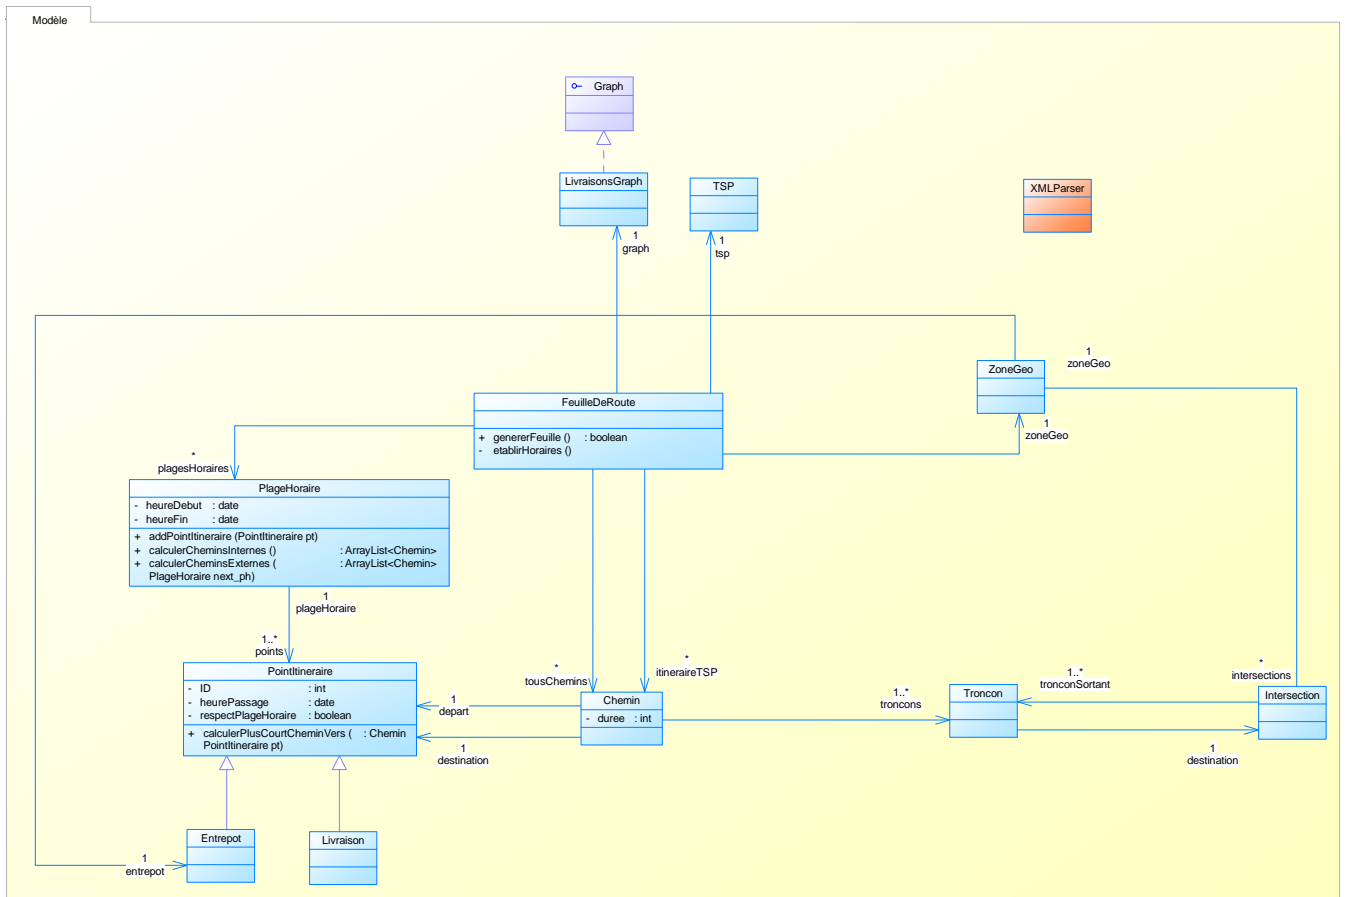 Modèle
Graph
LivraisonsGraph
TSP
XMLParser
1
graph
1
tsp
ZoneGeo
1
zoneGeo
FeuilleDeRoute
+ genererFeuille () : boolean
- etablirHoraires ()
1
zoneGeo
*
plagesHoraires
PlageHoraire
- heureDebut : date
- heureFin : date
+ addPointItineraire (PointItineraire pt)
+ calculerCheminsInternes () : ArrayList<Chemin>
+ calculerCheminsExternes ( : ArrayList<Chemin>
PlageHoraire next_ph)
1
plageHoraire
1..*
points
PointItineraire
- ID : int
- heurePassage : date
- respectPlageHoraire : boolean
+ calculerPlusCourtCheminVers ( : Chemin
PointItineraire pt)
*
tousChemins
*
itineraireTSP
Chemin
- duree : int
1
depart
1
destination
1..*
troncons
Troncon
1..*
tronconSortant
*
intersections
Intersection
1
destination
Entrepot
Livraison
1
entrepot